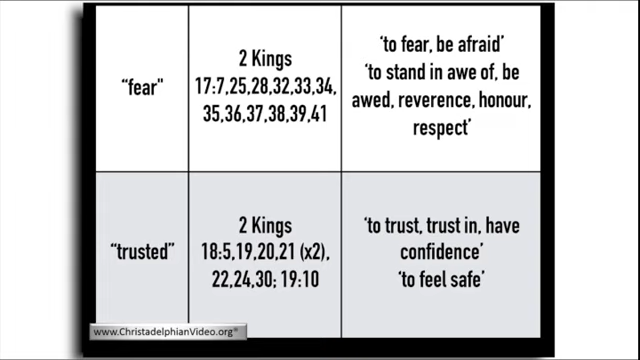 “fear"
2 Kings
17:7,25,28,32,33,34,
35,36,37,38,39,41
‘to fear, be afraid’
‘to stand in awe of, be
awed, reverence, honour,
respect’
“trusted”
2 Kings
18:5,19,20,21 (x2),
22,24,30; 19:10
‘to trust, trust in, have
confidence’
‘to feel safe’
www.ChristadelphianVideo.org